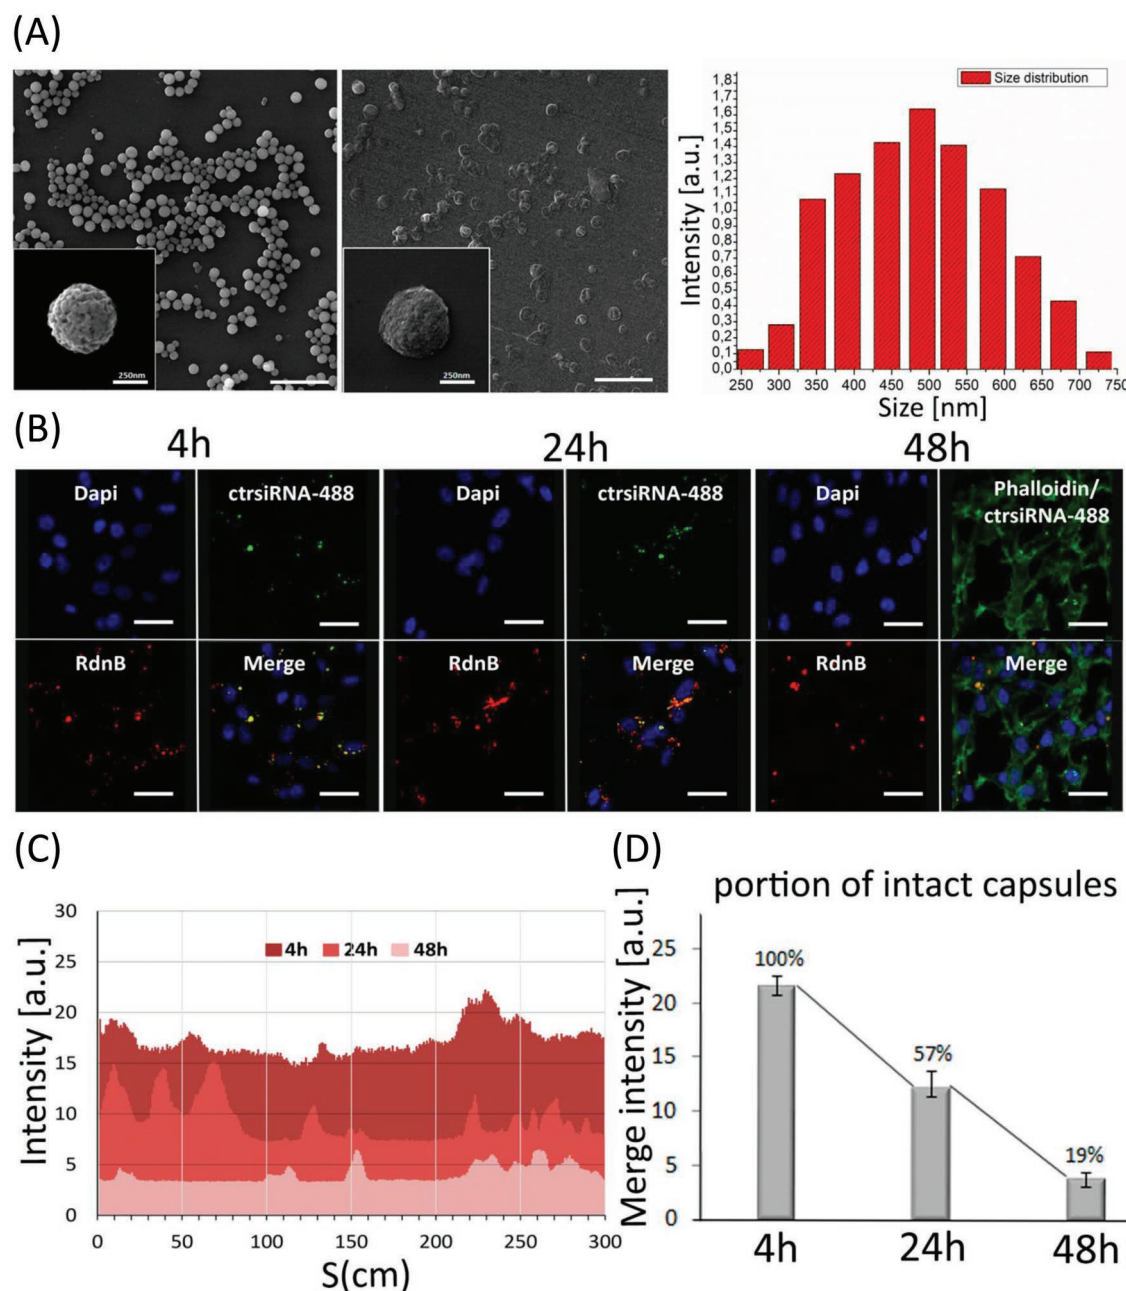 (A)
250nm
250nm
Intensity [a.u.]
1,8
1,6
1,5
1,4
1,3
1,2
1,1
1,0
0,8
0,7
0,6
0,5
0,4
0,3
0,2
0,1
0,0
Size distribution
250 300 350 400 450 500 550 600 650 700 750
Size [nm]
(B)
4h 24h 48h
Dapi ctrsiRNA-488 Dapi ctrsiRNA-488 Dapi Phalloidin/
ctrsiRNA-488
RdnB Merge RdnB Merge RdnB Merge
(C)
Intensity [a.u.]
30
25
20
15
10
5
0
4h 24h 48h
0 50 100 150 200 250 300
S(cm)
(D)
portion of intact capsules
Merge intensity [a.u.]
25
20
15
10
5
0
100%
57%
19%
4h 24h 48h